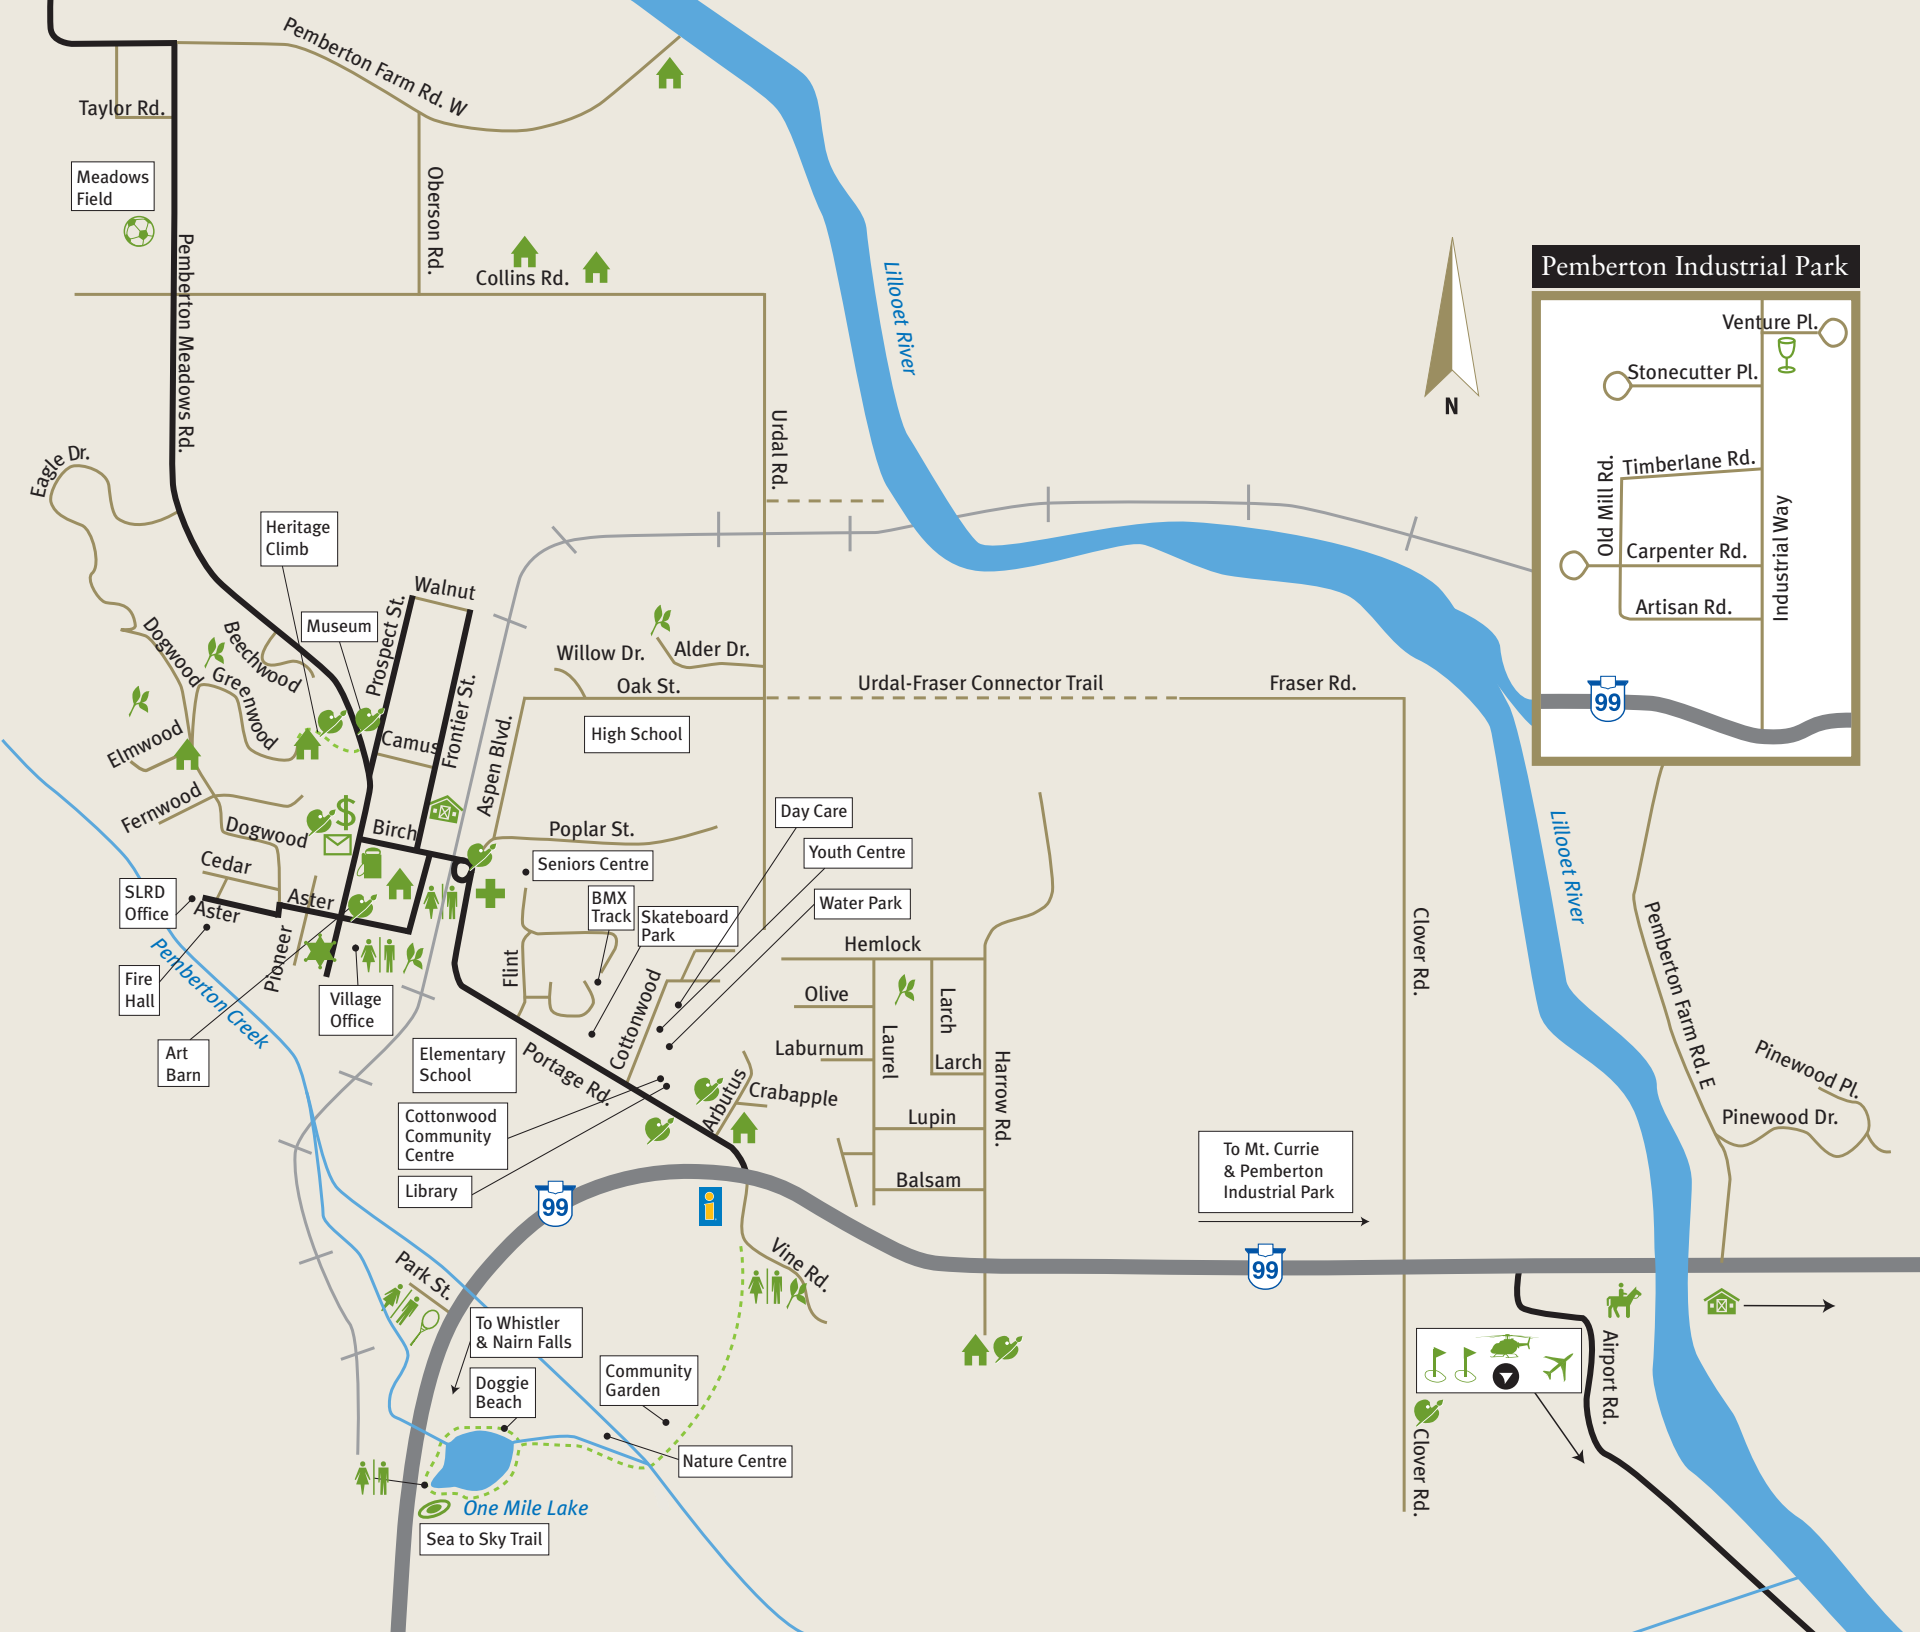 Pemberton Farm Rd. W
Taylor Rd.
Meadows
Field
Oberson Rd.
Collins Rd.
Pemberton Meadows Rd.
Lillooet River
Urdal Rd.
N
Pemberton Industrial Park
Venture Pl.
Stonecutter Pl.
Timberlane Rd.
Old Mill Rd.
Carpenter Rd.
Industrial Way
Artisan Rd.
99
Eagle Dr.
Heritage
Climb
Museum
Walnut
Prospect St.
Frontier St.
Camus
Dogwood
Beechwood
Greenwood
Elmwood
Fernwood
Dogwood
Cedar
Birch
Aspen Blvd.
Willow Dr.
Alder Dr.
Oak St.
Urdal-Fraser Connector Trail
Fraser Rd.
High School
Poplar St.
Day Care
Youth Centre
Water Park
Seniors Centre
BMX
Track
Skateboard
Park
SLRD
Office
Aster
Aster
Pioneer
Fire
Hall
Pemberton Creek
Village
Office
Art
Barn
Flint
Cottonwood
Elementary
School
Portage Rd.
Cottonwood
Community
Centre
Library
Arbutus
Crabapple
Hemlock
Olive
Larch
Laurel
Laburnum
Larch
Harrow Rd.
Lupin
Balsam
Clover Rd.
Lillooet River
Pemberton Farm Rd. E
Pinewood Pl.
Pinewood Dr.
To Mt. Currie
& Pemberton
Industrial Park
99
99
Vine Rd.
Park St.
To Whistler
& Nairn Falls
Doggie
Beach
Community
Garden
Nature Centre
One Mile Lake
Sea to Sky Trail
Airport Rd.
Clover Rd.